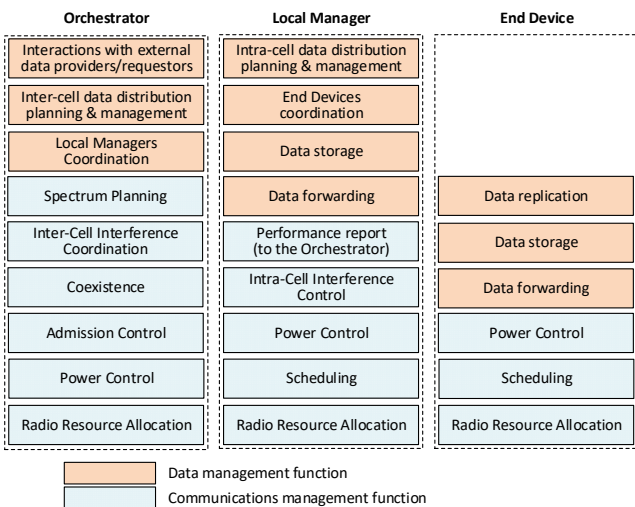 Orchestrator
Interactions with external
data providers/requestors
Inter-cell data distribution
planning & management
Local Managers
Coordination
Spectrum Planning
Inter-Cell Interference
Coordination
Coexistence
Admission Control
Power Control
Radio Resource Allocation
Local Manager
Intra-cell data distribution
planning & management
End Devices
coordination
Data storage
Data forwarding
Performance report
(to the Orchestrator)
Intra-Cell Interference
Control
Power Control
Scheduling
Radio Resource Allocation
End Device
Data replication
Data storage
Data forwarding
Power Control
Scheduling
Radio Resource Allocation
Data management function
Communications management function